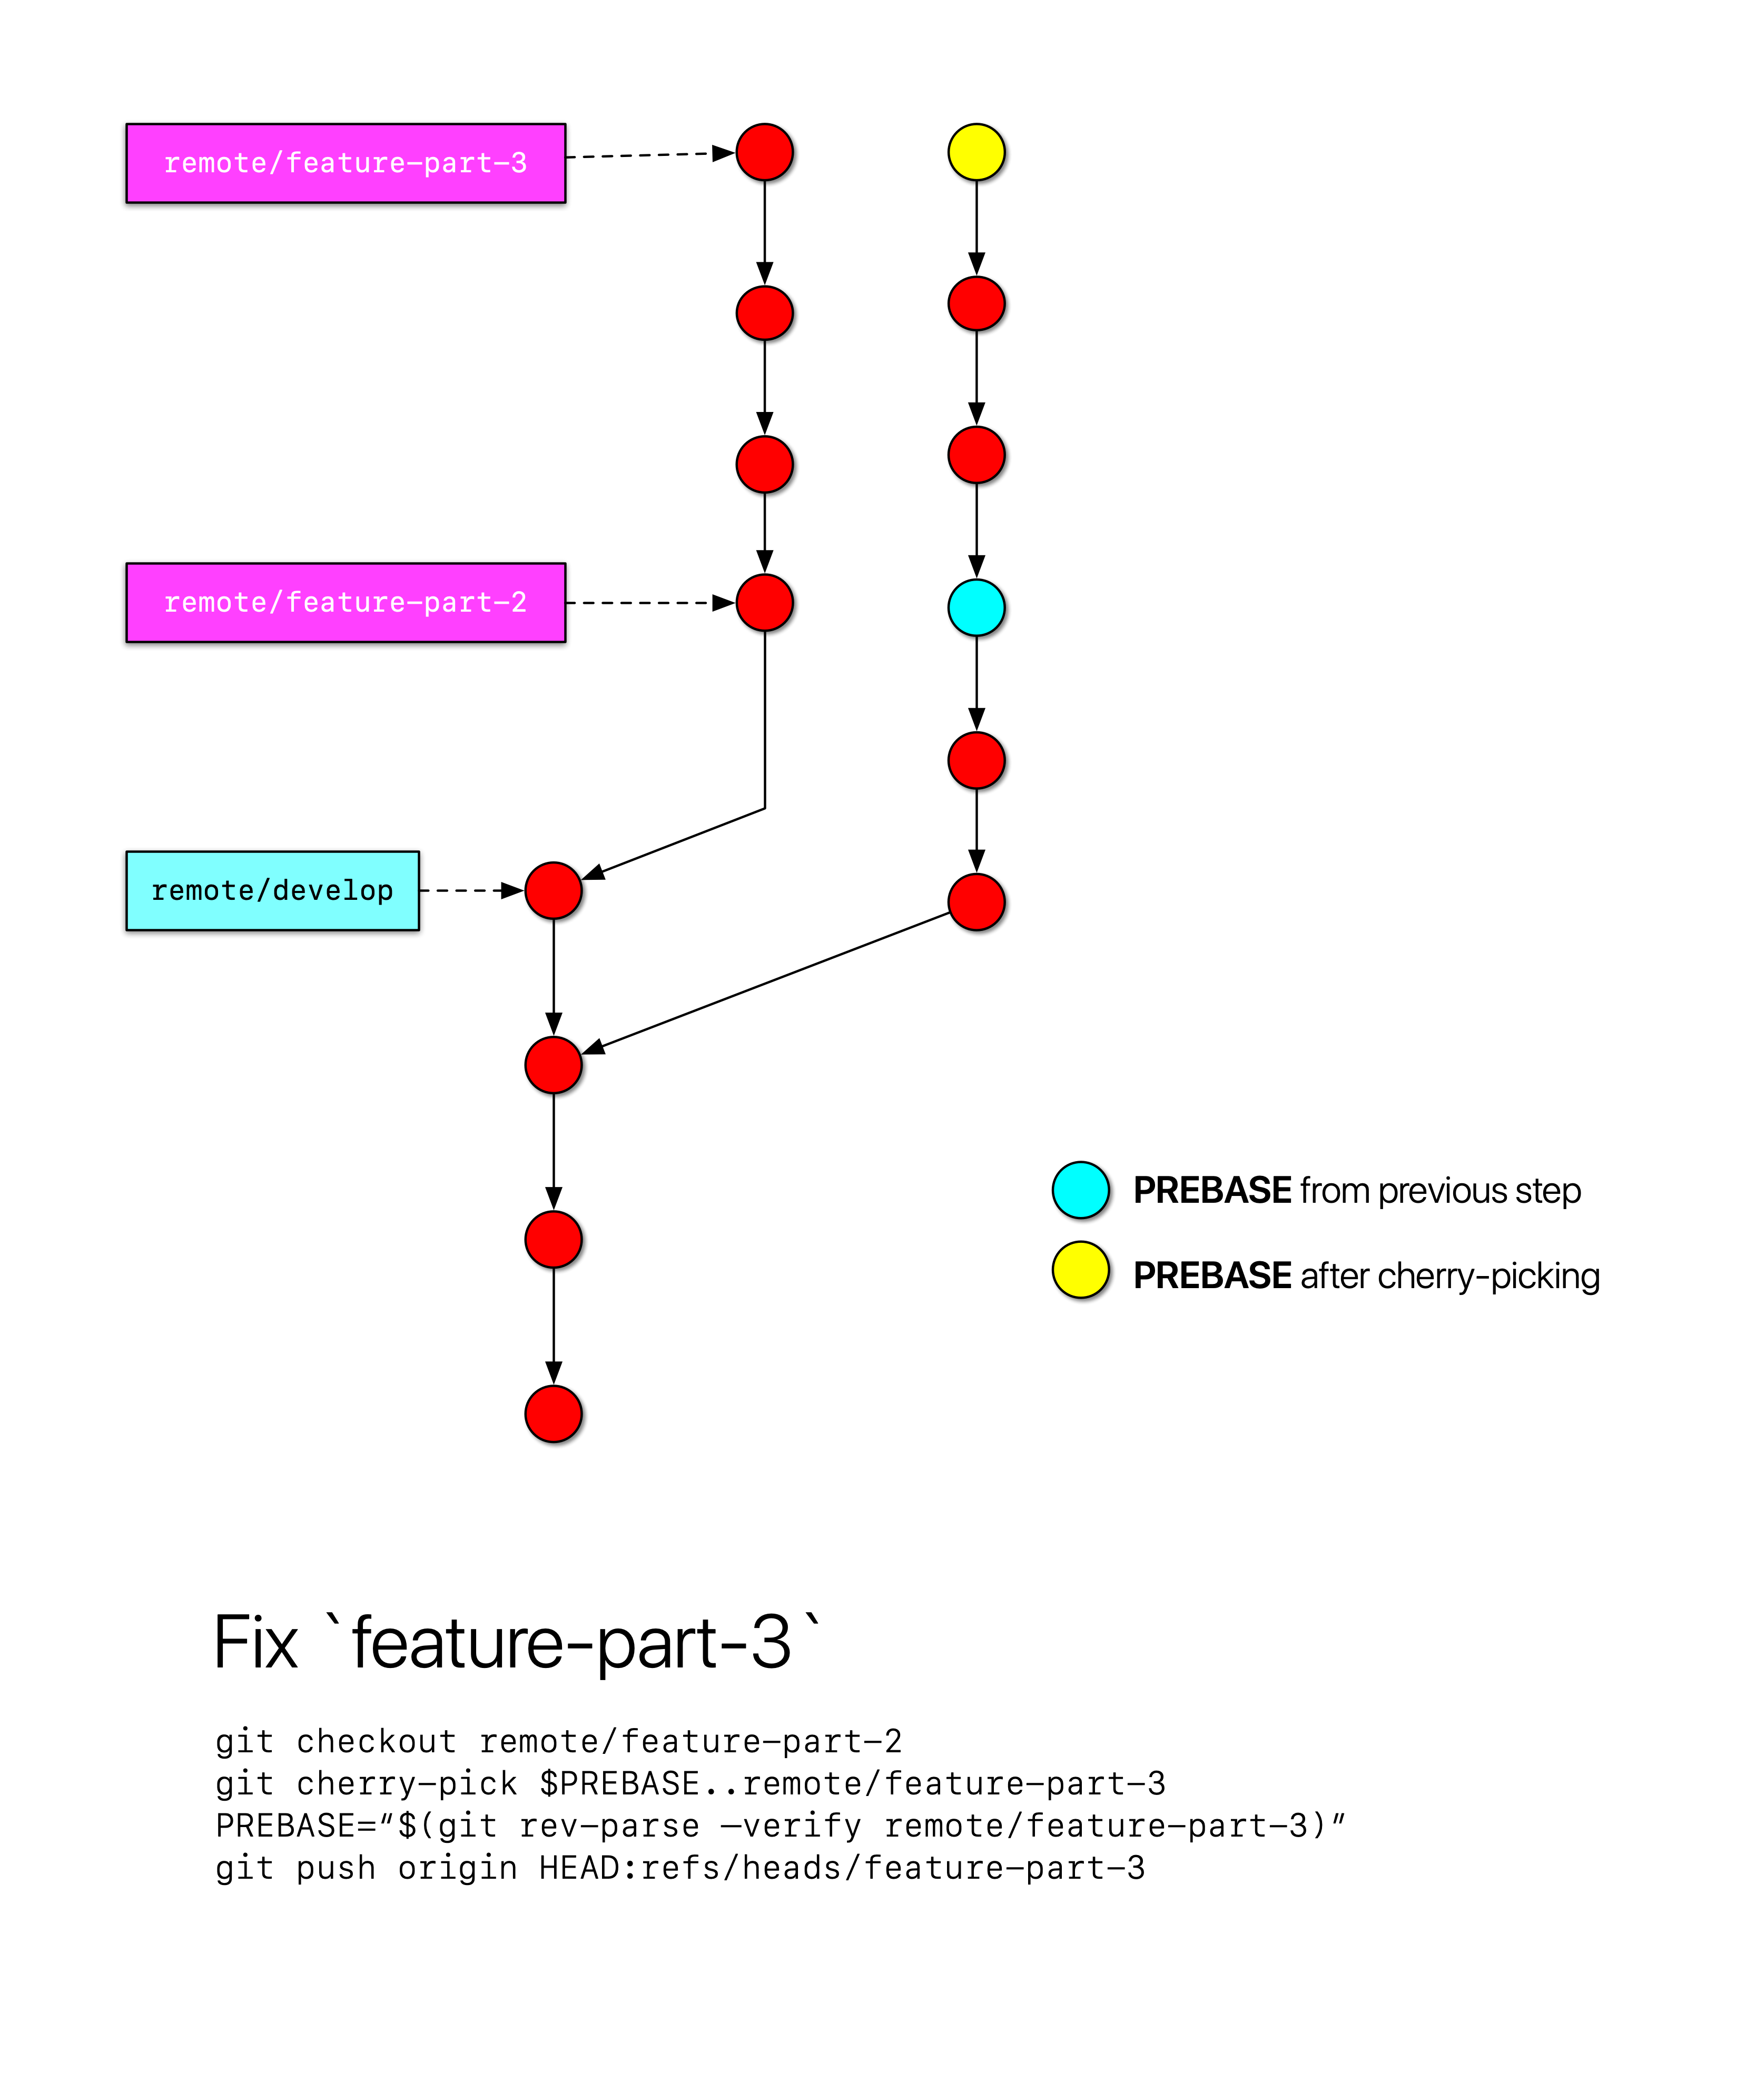 remote/feature-part-3
remote/feature-part-2
remote/develop
PREBASE from previous step
PREBASE after cherry-picking
Fix `feature-part-3`
git checkout remote/feature-part-2
git cherry-pick $PREBASE..remote/feature-part-3
PREBASE=“$(git rev-parse —verify remote/feature-part-3)”
git push origin HEAD:refs/heads/feature-part-3